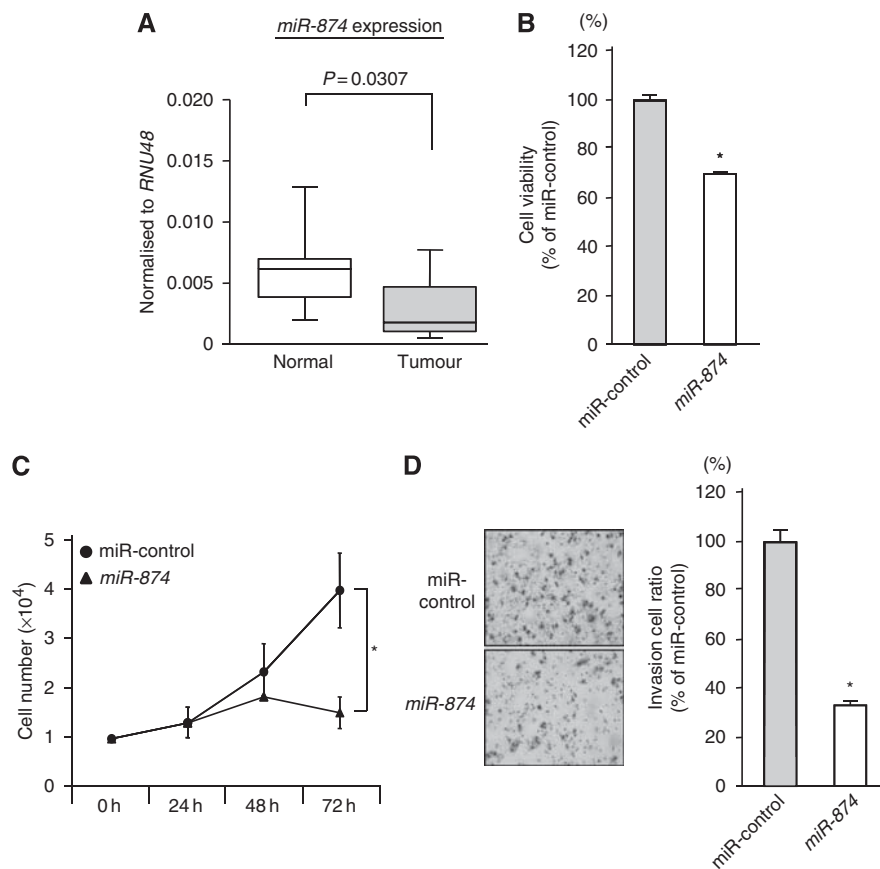 A
miR-874 expression
P = 0.0307
Normalised to RNU48
0.020
0.015
0.010
0.005
0
Normal
Tumour
B
(%)
Cell viability
(% of miR-control)
120
100
80
60
40
20
0
*
miR-control
miR-874
C
Cell number (×10⁴)
5
4
3
2
1
0
miR-control
miR-874
*
0 h
24 h
48 h
72 h
D
miR-
control
miR-874
(%)
Invasion cell ratio
(% of miR-control)
120
100
80
60
40
20
0
*
miR-control
miR-874